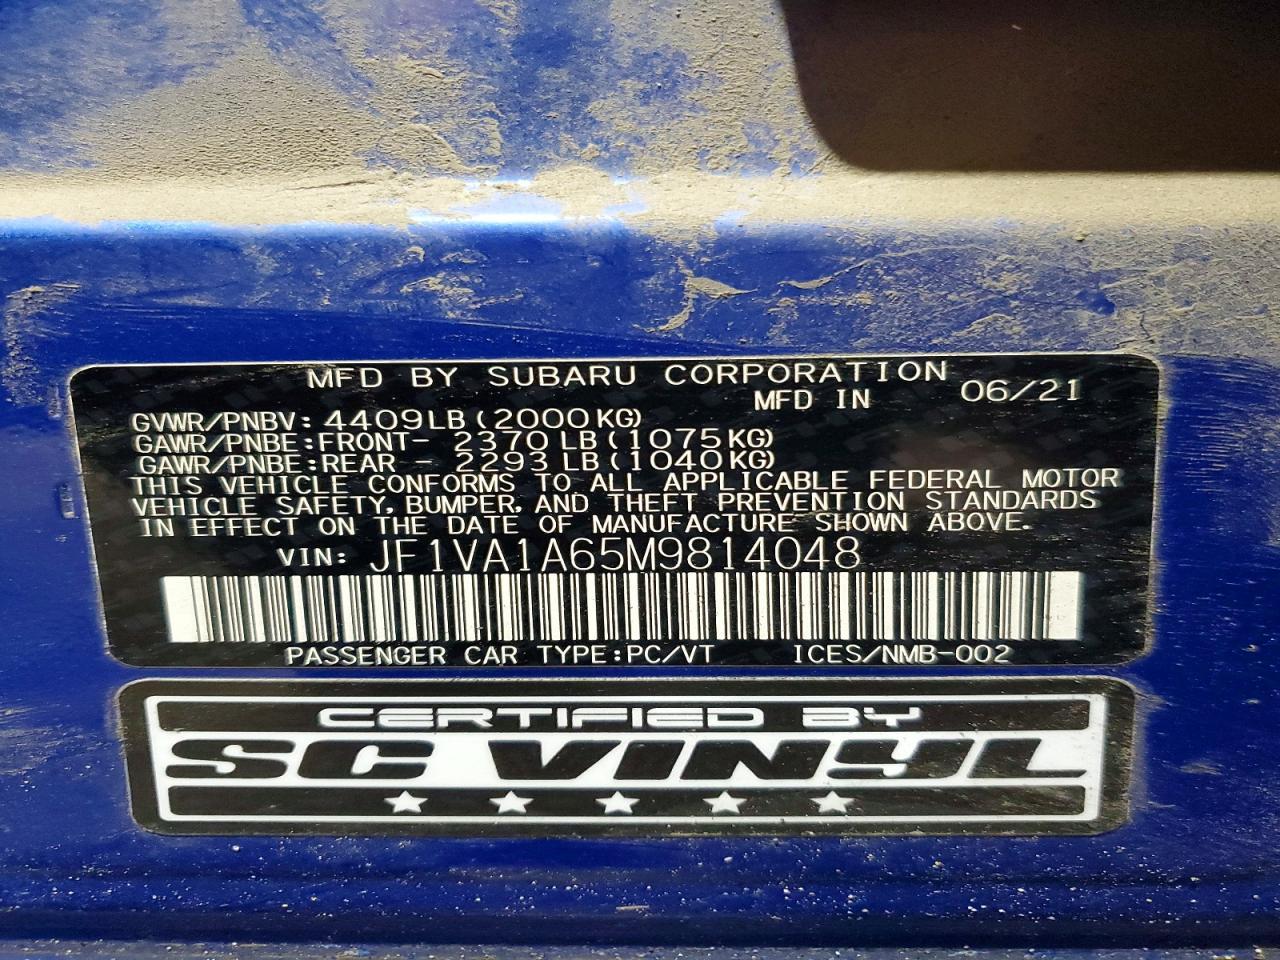 MFD BY SUBARU CORPORATION
MFD IN 06/21
GVWR/PNBV: 4409LB (2000KG)
GAWR/PNBE:FRONT- 2370 LB (1075KG)
GAWR/PNBE:REAR - 2293 LB (1040KG)
THIS VEHICLE CONFORMS TO ALL APPLICABLE FEDERAL MOTOR
VEHICLE SAFETY, BUMPER, AND THEFT PREVENTION STANDARDS
IN EFFECT ON THE DATE OF MANUFACTURE SHOWN ABOVE.
VIN: JF1VA1A65M9814048
PASSENGER CAR TYPE:PC/VT ICES/NMB-002
CERTIFIED BY
SC VINYL